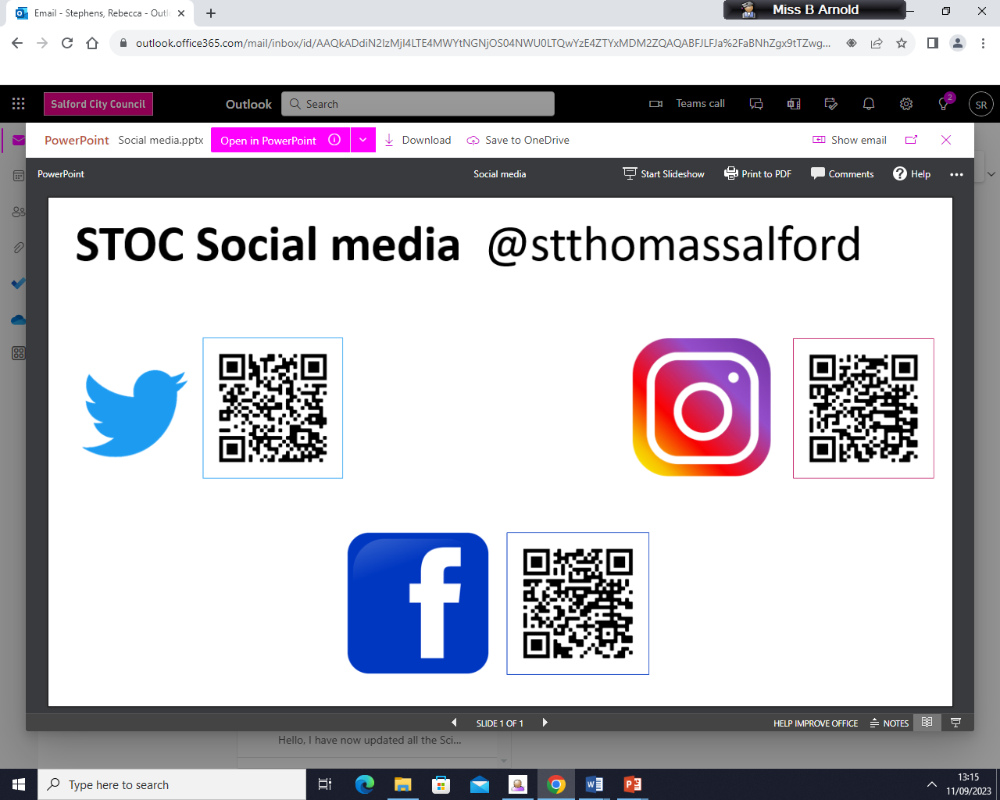 Email - Stephens, Rebecca - Outl
Miss B Arnold
outlook.office365.com/mail/inbox/id/AAQkADdiN2IzMjI4LTE4MWYtNGNjOS04NWU0LTQwYzE4ZTYxMDM2ZQAQABFJLFJa%2FaBNhZgx9tTZwg...
Salford City Council
Outlook
Search
Teams call
2
SR
PowerPoint
Social media.pptx
Open in PowerPoint
Download
Save to OneDrive
Show email
PowerPoint
Social media
Start Slideshow
Print to PDF
Comments
Help
STOC Social media @stthomassalford
SLIDE 1 OF 1
HELP IMPROVE OFFICE
NOTES
Hello, I have now updated all the Sci...
Type here to search
13:15
11/09/2023